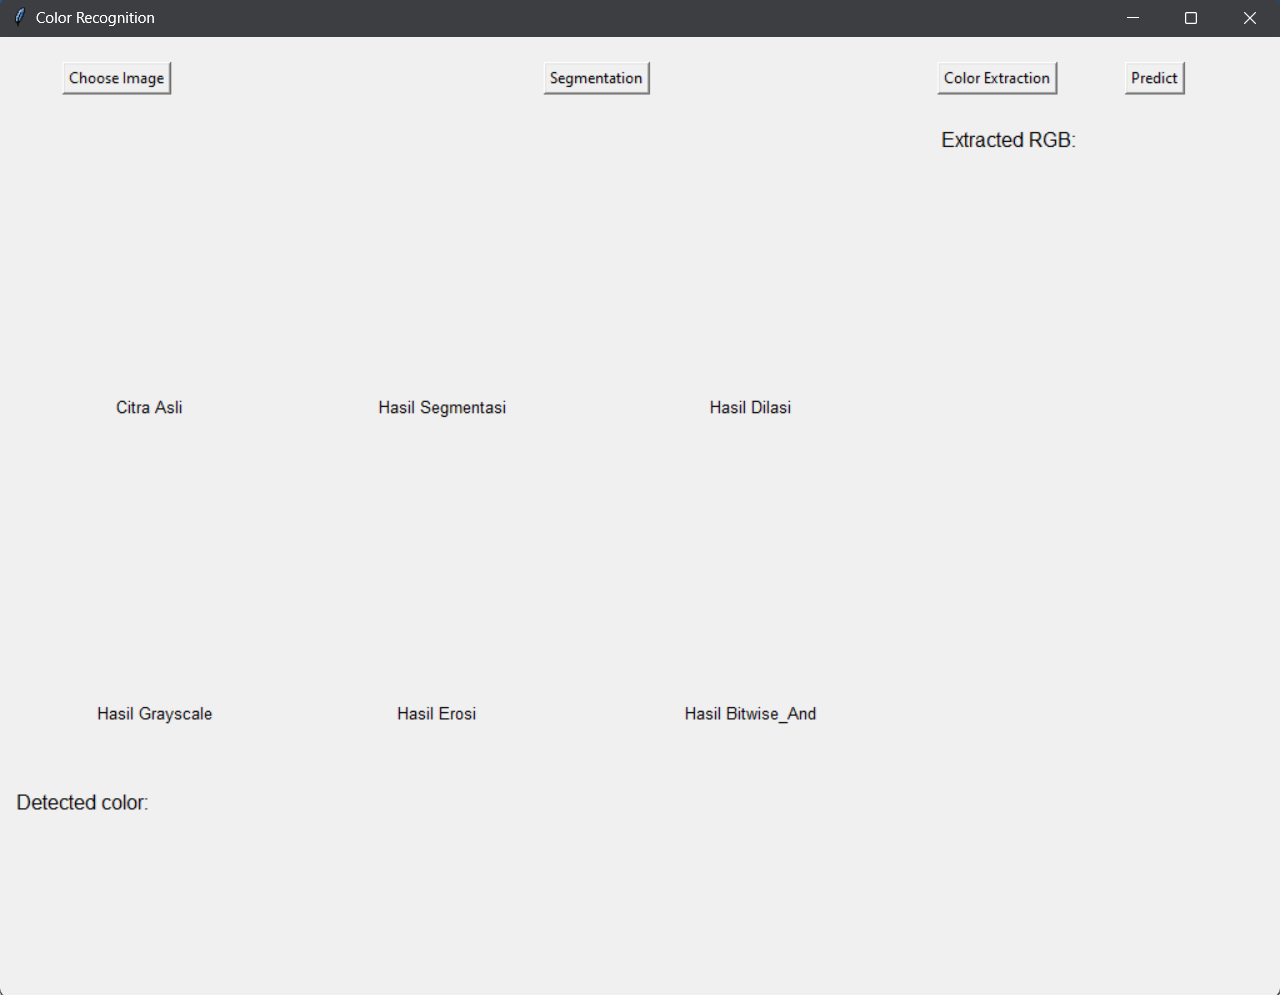 Color Recognition
Choose Image
Segmentation
Color Extraction
Predict
Extracted RGB:
Citra Asli
Hasil Segmentasi
Hasil Dilasi
Hasil Grayscale
Hasil Erosi
Hasil Bitwise_And
Detected color: